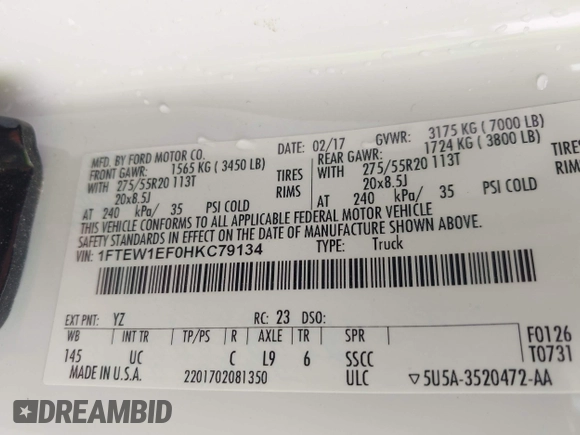 MFD. BY FORD MOTOR CO.
DATE: 02/17 GVWR: 3175 KG ( 7000 LB)
FRONT GAWR: 1565 KG ( 3450 LB) REAR GAWR: 1724 KG ( 3800 LB)
WITH 275/55R20 113T TIRES WITH 275/55R20 113T TIRES
20x8.5J RIMS 20x8.5J RIMS
AT 240 kPa/ 35 PSI COLD AT 240 kPa/ 35 PSI COLD
THIS VEHICLE CONFORMS TO ALL APPLICABLE FEDERAL MOTOR VEHICLE
SAFETY STANDARDS IN EFFECT ON THE DATE OF MANUFACTURE SHOWN ABOVE.
VIN: 1FTEW1EF0HKC79134 TYPE: Truck
EXT PNT: YZ RC: 23 DSO:
WB INT TR TP/PS R AXLE TR SPR F0126
145 UC C L9 6 SSCC T0731
MADE IN U.S.A. 2201702081350 ULC ▽5U5A-3520472-AA
DREAMBID